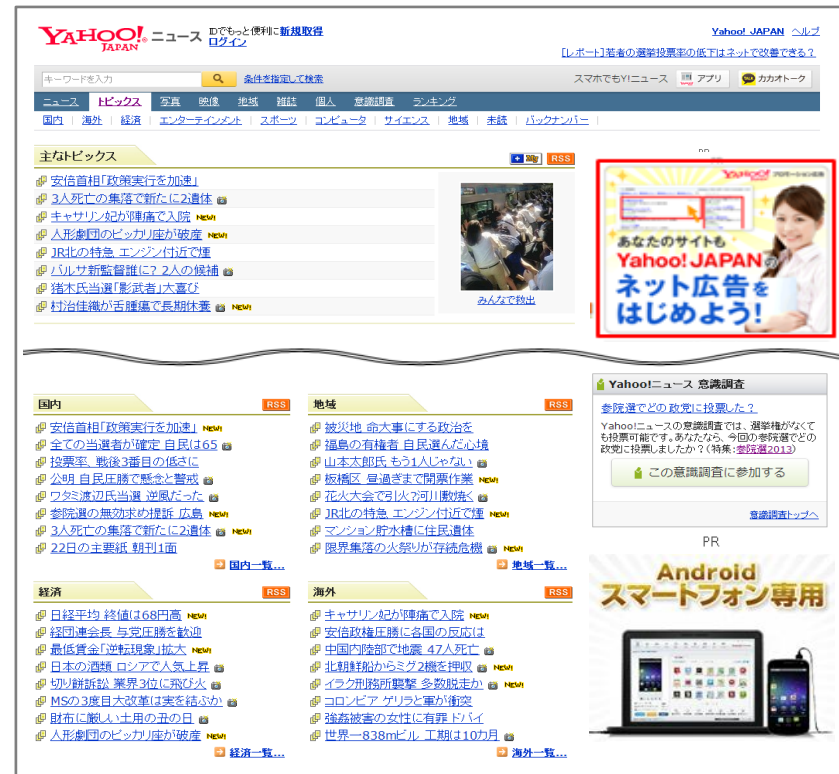 YAHOO! JAPAN ニュース IDでもっと便利に新規取得
ログイン
Yahoo! JAPAN ヘルプ
[レポート]若者の選挙投票率の低下はネットで改善できる?
キーワードを入力 条件を指定して検索 スマホでもY!ニュース アプリ カカオトーク
ニュース トピックス 写真 映像 地域 雑誌 個人 意識調査 ランキング
国内 | 海外 | 経済 | エンターテインメント | スポーツ | コンピュータ | サイエンス | 地域 | 未読 | バックナンバー |
主なトピックス
My RSS
安倍首相「政策実行を加速」
3人死亡の集落で新たに2遺体
キャサリン妃が陣痛で入院 NEW!
人形劇団のピッカリ座が破産 NEW!
JR北の特急 エンジン付近で煙
バルサ新監督誰に? 2人の候補
猪木氏当選「影武者」大喜び
村治佳織が舌腫瘍で長期休養 NEW!
みんなで救出
YAHOO! JAPAN プロモーション広告
あなたのサイトも
Yahoo! JAPANの
ネット広告を
はじめよう!
国内 RSS
安倍首相「政策実行を加速」 NEW!
全ての当選者が確定 自民は65
投票率、戦後3番目の低さに
公明 自民圧勝で懸念と警戒
ワタミ渡辺氏当選 逆風だった
参院選の無効求め提訴 広島 NEW!
3人死亡の集落で新たに2遺体 NEW!
22日の主要紙 朝刊1面
国内一覧...
地域 RSS
被災地 命大事にする政治を
福島の有権者 自民選んだ心境
山本太郎氏 もう1人じゃない
板橋区 昼過ぎまで開票作業 NEW!
花火大会で引火?河川敷焼く
JR北の特急 エンジン付近で煙 NEW!
マンション貯水槽に住民遺体
限界集落の火祭りが存続危機 NEW!
地域一覧...
Yahoo!ニュース 意識調査
参院選でどの政党に投票した?
Yahoo!ニュースの意識調査では、選挙権がなくて
も投票可能です。あなたなら、今回の参院選でどの
政党に投票しましたか?(特集:参院選2013)
この意識調査に参加する
意識調査トップへ
経済 RSS
日経平均 終値は68円高 NEW!
経団連会長 与党圧勝を歓迎
最低賃金「逆転現象」拡大 NEW!
日本の酒類 ロシアで人気上昇
切り餅訴訟 業界3位に飛び火
MSの3度目大改革は実を結ぶか
財布に厳しい土用の丑の日
人形劇団のピッカリ座が破産 NEW!
経済一覧...
海外 RSS
キャサリン妃が陣痛で入院 NEW!
安倍政権圧勝に各国の反応は
中国内陸部で地震 47人死亡
北朝鮮船からミグ2機を押収 NEW!
イラク刑務所襲撃 多数脱走か NEW!
コロンビア ゲリラと軍が衝突
強姦被害の女性に有罪 ドバイ
世界一838mビル 工期は10カ月
海外一覧...
PR
Android
スマートフォン専用